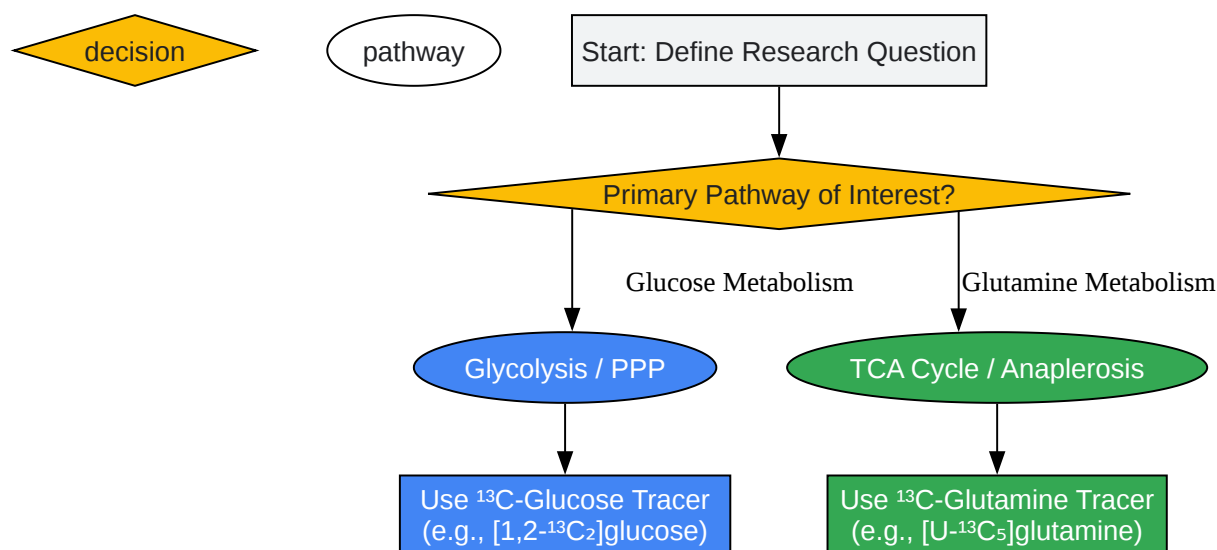 decision
pathway
Start: Define Research Question
Primary Pathway of Interest?
Glucose Metabolism
Glutamine Metabolism
Glycolysis / PPP
TCA Cycle / Anaplerosis
Use ¹³C-Glucose Tracer
(e.g., [1,2-¹³C₂]glucose)
Use ¹³C-Glutamine Tracer
(e.g., [U-¹³C₅]glutamine)